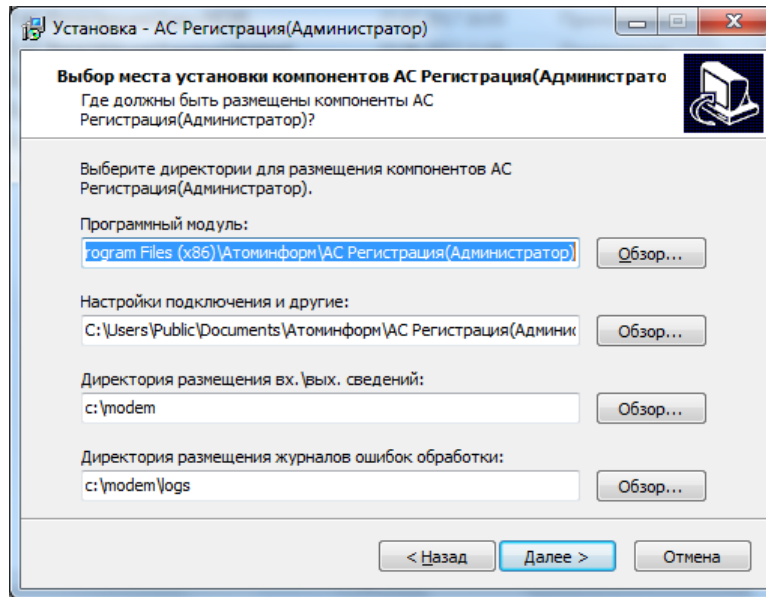 Установка - АС Регистрация(Администратор)
Выбор места установки компонентов АС Регистрация(Администрато
Где должны быть размещены компоненты АС
Регистрация(Администратор)?
Выберите директории для размещения компонентов АС
Регистрация(Администратор).
Программный модуль:
rogram Files (x86)\Атоминформ\АС Регистрация(Администратор)
Обзор...
Настройки подключения и другие:
C:\Users\Public\Documents\Атоминформ\АС Регистрация(Админис
Обзор...
Директория размещения вх.\вых. сведений:
c:\modem
Обзор...
Директория размещения журналов ошибок обработки:
c:\modem\logs
Обзор...
< Назад
Далее >
Отмена